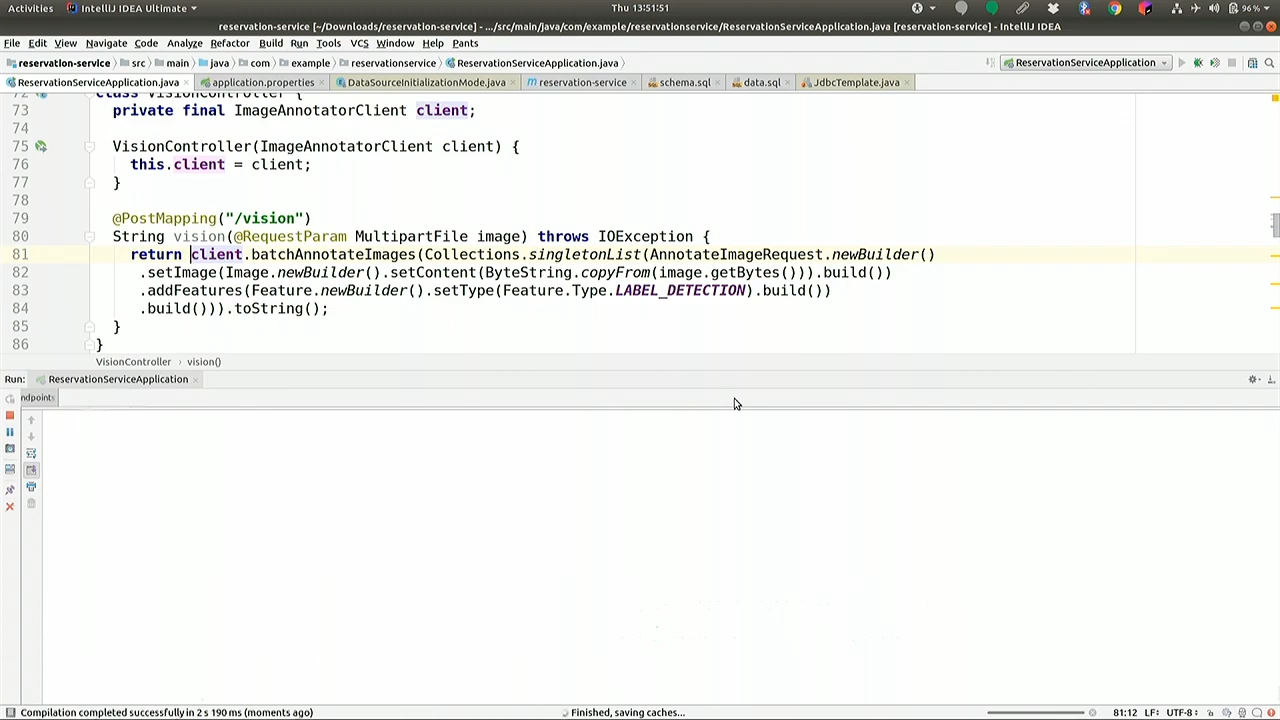 Activities IntelliJ IDEA Ultimate Thu 13:51:51 96%
reservation-service [~/Downloads/reservation-service] - .../src/main/java/com/example/reservationservice/ReservationServiceApplication.java [reservation-service] - IntelliJ IDEA
File Edit View Navigate Code Analyze Refactor Build Run Tools VCS Window Help Pants
reservation-service src main java com example reservationservice ReservationServiceApplication.java ReservationServiceApplication
ReservationServiceApplication.java application.properties DataSourceInitializationMode.java reservation-service schema.sql data.sql JdbcTemplate.java
72 class VisionController {
73 private final ImageAnnotatorClient client;
74
75 VisionController(ImageAnnotatorClient client) {
76 this.client = client;
77 }
78
79 @PostMapping("/vision")
80 String vision(@RequestParam MultipartFile image) throws IOException {
81 return client.batchAnnotateImages(Collections.singletonList(AnnotateImageRequest.newBuilder()
82 .setImage(Image.newBuilder().setContent(ByteString.copyFrom(image.getBytes())).build())
83 .addFeatures(Feature.newBuilder().setType(Feature.Type.LABEL_DETECTION).build())
84 .build())).toString();
85 }
86 }
VisionController › vision()
Run: ReservationServiceApplication
ndpoints
Compilation completed successfully in 2 s 190 ms (moments ago) Finished, saving caches... 81:12 LF÷ UTF-8÷